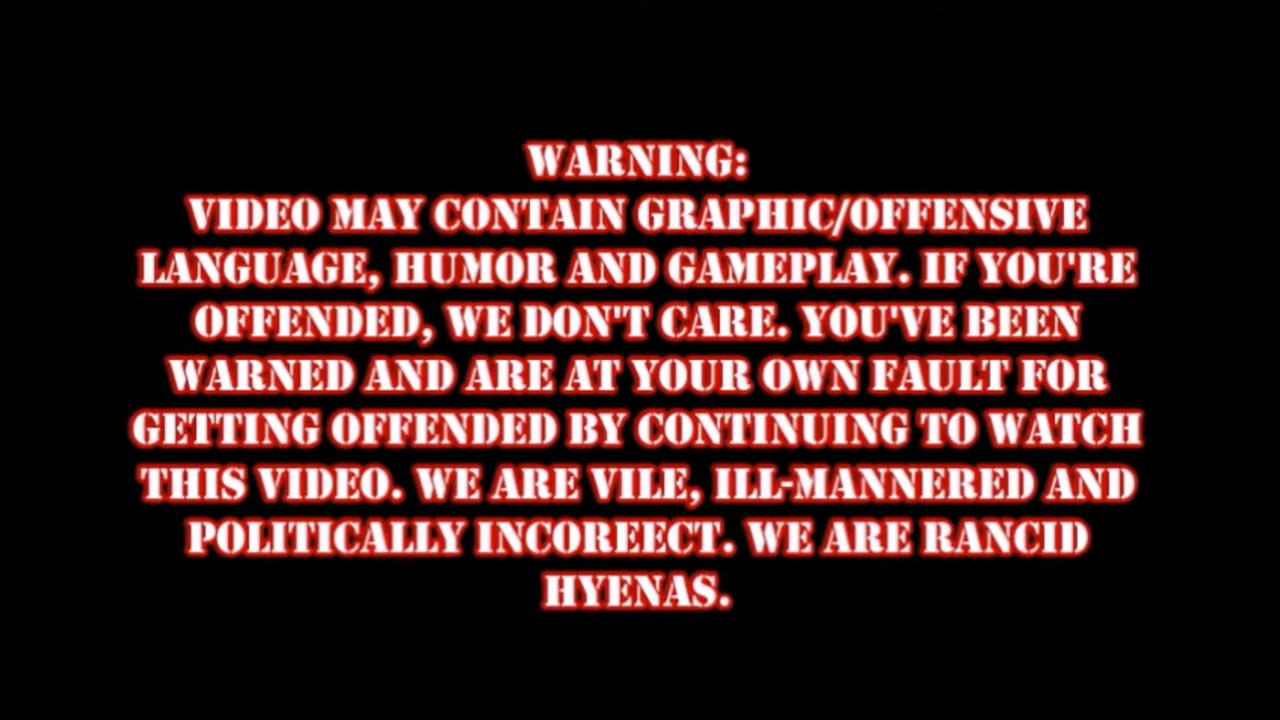 WARNING:
VIDEO MAY CONTAIN GRAPHIC/OFFENSIVE
LANGUAGE, HUMOR AND GAMEPLAY. IF YOU'RE
OFFENDED, WE DON'T CARE. YOU'VE BEEN
WARNED AND ARE AT YOUR OWN FAULT FOR
GETTING OFFENDED BY CONTINUING TO WATCH
THIS VIDEO. WE ARE VILE, ILL-MANNERED AND
POLITICALLY INCOREECT. WE ARE RANCID
HYENAS.